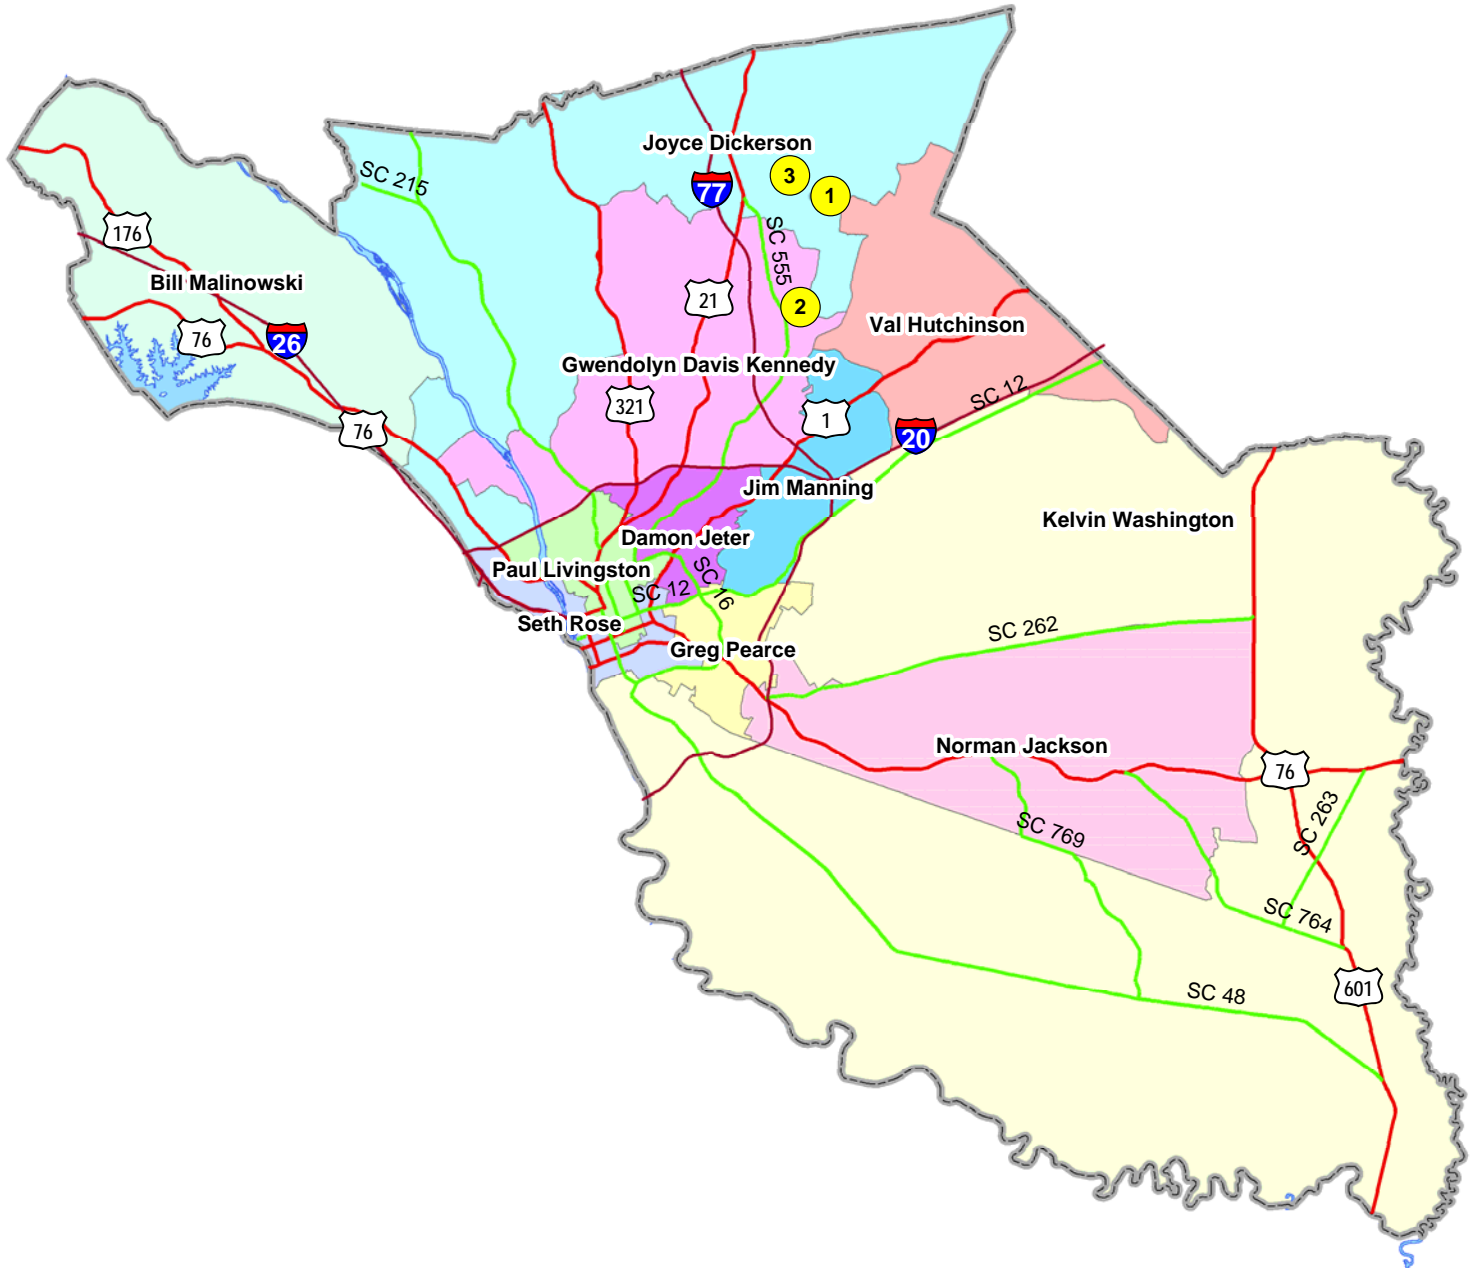 Joyce Dickerson
3
1
77
SC 215
SC 555
176
Bill Malinowski
21
2
Val Hutchinson
76
26
Gwendolyn Davis Kennedy
SC 12
321
1
76
20
Jim Manning
Kelvin Washington
Damon Jeter
Paul Livingston
SC 16
SC 12
Seth Rose
SC 262
Greg Pearce
Norman Jackson
76
SC 263
SC 769
SC 764
601
SC 48